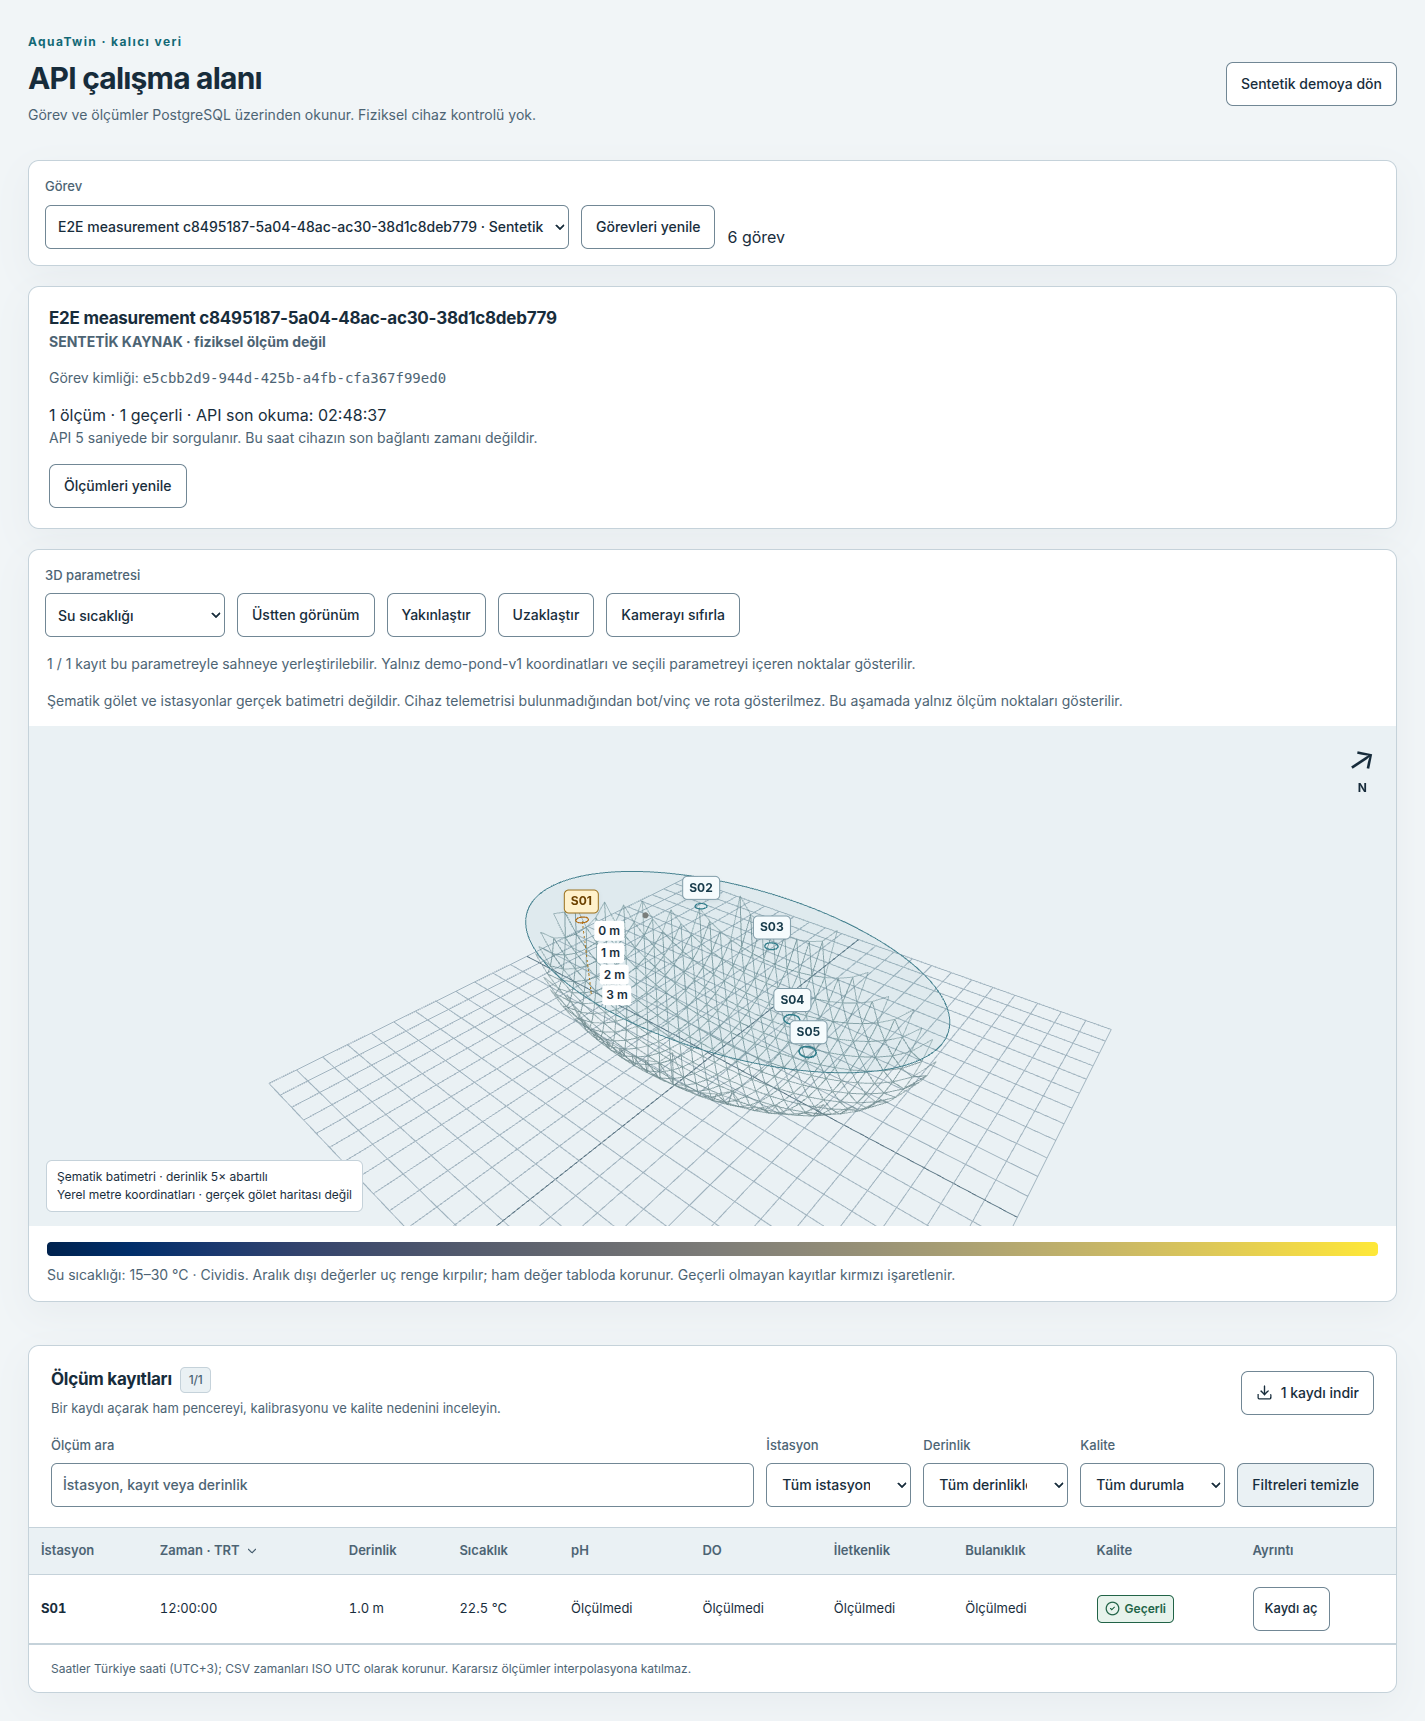 AquaTwin · kalıcı veri
API çalışma alanı
Sentetik demoya dön
Görev ve ölçümler PostgreSQL üzerinden okunur. Fiziksel cihaz kontrolü yok.
Görev
E2E measurement c8495187-5a04-48ac-ac30-38d1c8deb779 · Sentetik
Görevleri yenile
6 görev
E2E measurement c8495187-5a04-48ac-ac30-38d1c8deb779
SENTETİK KAYNAK · fiziksel ölçüm değil
Görev kimliği: e5cbb2d9-944d-425b-a4fb-cfa367f99ed0
1 ölçüm · 1 geçerli · API son okuma: 02:48:37
API 5 saniyede bir sorgulanır. Bu saat cihazın son bağlantı zamanı değildir.
Ölçümleri yenile
3D parametresi
Su sıcaklığı
Üstten görünüm
Yakınlaştır
Uzaklaştır
Kamerayı sıfırla
1 / 1 kayıt bu parametreyle sahneye yerleştirilebilir. Yalnız demo-pond-v1 koordinatları ve seçili parametreyi içeren noktalar gösterilir.
Şematik gölet ve istasyonlar gerçek batimetri değildir. Cihaz telemetrisi bulunmadığından bot/vinç ve rota gösterilmez. Bu aşamada yalnız ölçüm noktaları gösterilir.
N
S01
S02
S03
S04
S05
0 m
1 m
2 m
3 m
Şematik batimetri · derinlik 5× abartılı
Yerel metre koordinatları · gerçek gölet haritası değil
Su sıcaklığı: 15–30 °C · Cividis. Aralık dışı değerler uç renge kırpılır; ham değer tabloda korunur. Geçerli olmayan kayıtlar kırmızı işaretlenir.
Ölçüm kayıtları 1/1
Bir kaydı açarak ham pencereyi, kalibrasyonu ve kalite nedenini inceleyin.
1 kaydı indir
Ölçüm ara
İstasyon
Derinlik
Kalite
İstasyon, kayıt veya derinlik
Tüm istasyon
Tüm derinlikl
Tüm durumla
Filtreleri temizle
İstasyon Zaman · TRT Derinlik Sıcaklık pH DO İletkenlik Bulanıklık Kalite Ayrıntı
S01 12:00:00 1.0 m 22.5 °C Ölçülmedi Ölçülmedi Ölçülmedi Ölçülmedi Geçerli Kaydı aç
Saatler Türkiye saati (UTC+3); CSV zamanları ISO UTC olarak korunur. Kararsız ölçümler interpolasyona katılmaz.